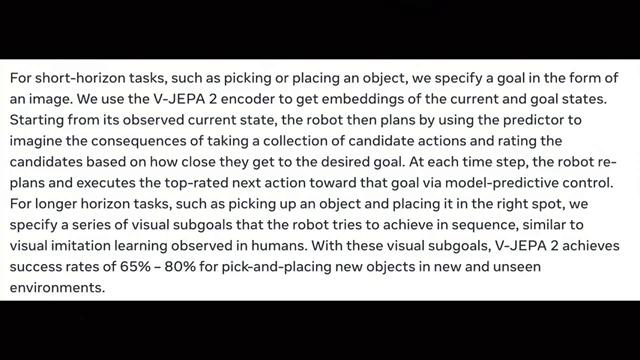 For short-horizon tasks, such as picking or placing an object, we specify a goal in the form of
an image. We use the V-JEPA 2 encoder to get embeddings of the current and goal states.
Starting from its observed current state, the robot then plans by using the predictor to
imagine the consequences of taking a collection of candidate actions and rating the
candidates based on how close they get to the desired goal. At each time step, the robot re-
plans and executes the top-rated next action toward that goal via model-predictive control.
For longer horizon tasks, such as picking up an object and placing it in the right spot, we
specify a series of visual subgoals that the robot tries to achieve in sequence, similar to
visual imitation learning observed in humans. With these visual subgoals, V-JEPA 2 achieves
success rates of 65% – 80% for pick-and-placing new objects in new and unseen
environments.